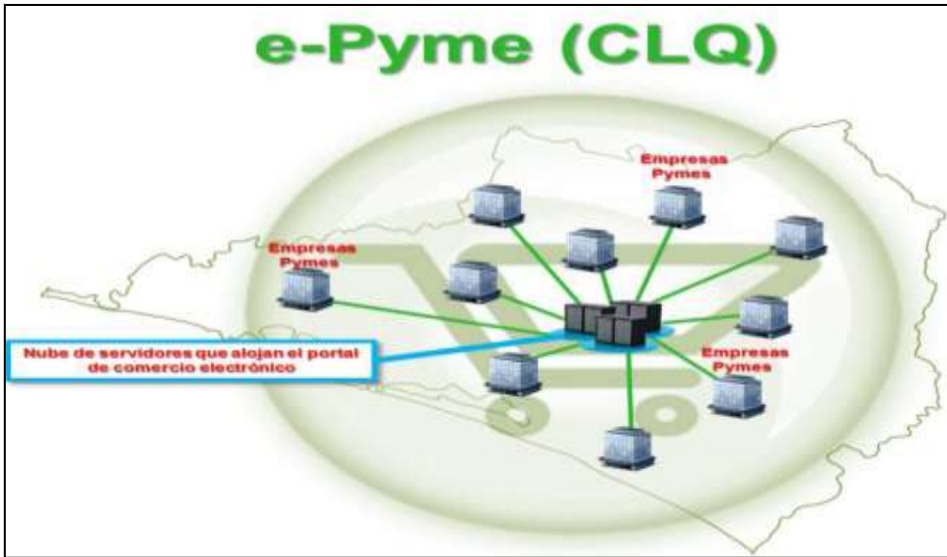 e-Pyme (CLQ)
Empresas
Pymes
Empresas
Pymes
Nube de servidores que alojan el portal
de comercio electrónico
Empresas
Pymes